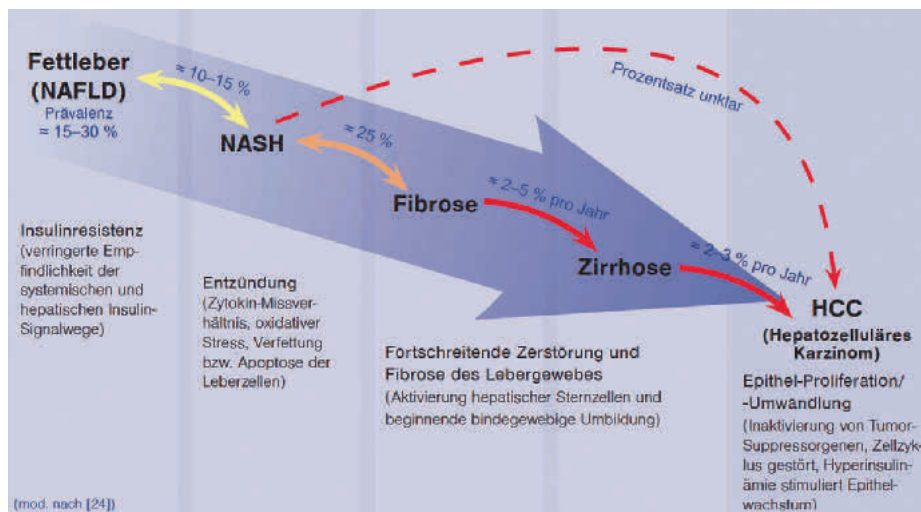 Fettleber
(NAFLD)
Prävalenz
≈ 15–30 %
≈ 10–15 %
NASH
≈ 25 %
Fibrose
≈ 2–5 % pro Jahr
Zirrhose
≈ 2–3 % pro Jahr
Prozentsatz unklar
HCC
(Hepatozelluläres
Karzinom)
Insulinresistenz
(verringerte Emp-
findlichkeit der
systemischen und
hepatischen Insulin-
Signalwege)
Entzündung
(Zytokin-Missver-
hältnis, oxidativer
Stress, Verfettung
bzw. Apoptose der
Leberzellen)
Fortschreitende Zerstörung und
Fibrose des Lebergewebes
(Aktivierung hepatischer Sternzellen und
beginnende bindegewebige Umbildung)
Epithel-Proliferation/
-Umwandlung
(Inaktivierung von Tumor-
Suppressorgenen, Zellzyk-
lus gestört, Hyperinsulin-
ämie stimuliert Epithel-
wachstum)
(mod. nach [24])